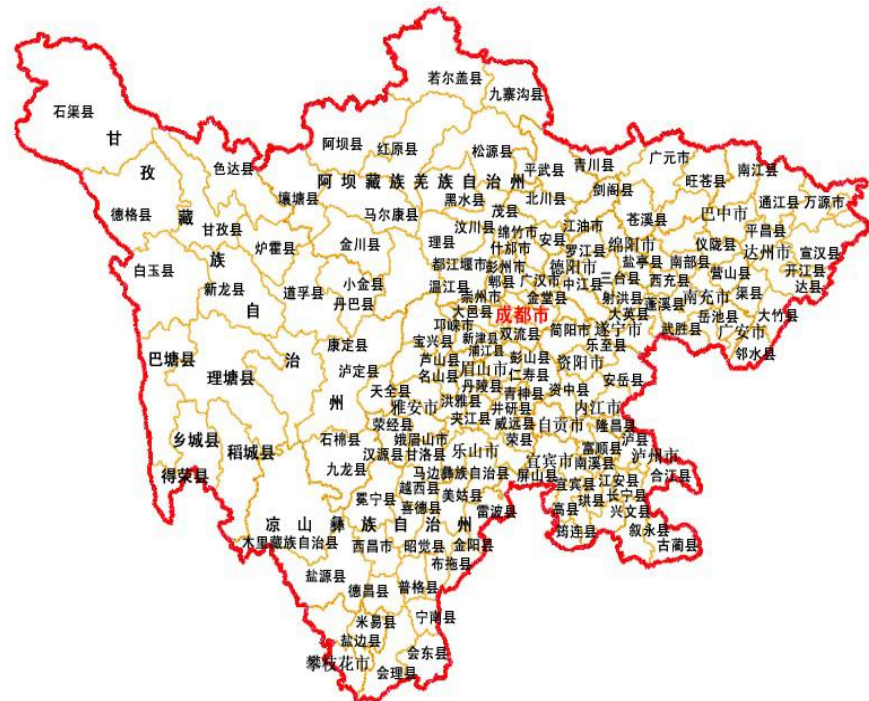 若尔盖县
九寨沟县
石渠县
甘
孜
藏
族
自
治
州
阿坝县
红原县
松源县
平武县
青川县
广元市
旺苍县
南江县
色达县
阿坝藏族羌族自治州
壤塘县
黑水县
北川县
剑阁县
通江县
万源市
德格县
马尔康县
茂县
苍溪县
巴中市
平昌县
甘孜县
炉霍县
金川县
理县
汶川县
绵竹市
安县
江油市
什邡市
罗江县
绵阳市
仪陇县
达州市
宣汉县
白玉县
新龙县
道孚县
小金县
丹巴县
都江堰市
彭州市
德阳市
盐亭县
南部县
温江县
郫县
广汉市
中江县
三台县
西充县
营山县
开江县
达县
崇州市
金堂县
射洪县
蓬溪县
南充市
渠县
大邑县
成都市
大英县
岳池县
大竹县
邛崃市
新津县
双流县
简阳市
遂宁市
武胜县
广安市
巴塘县
理塘县
康定县
宝兴县
蒲江县
乐至县
邻水县
泸定县
芦山县
彭山县
资阳市
名山县
眉山市
仁寿县
安岳县
天全县
丹陵县
青神县
资中县
雅安市
洪雅县
井研县
内江市
荥经县
夹江县
威远县
自贡市
隆昌县
乡城县
稻城县
石棉县
峨眉山市
荣县
泸县
汉源县
甘洛县
乐山市
富顺县
泸州市
得荣县
九龙县
马边彝族自治县
宜宾市
南溪县
屏山县
合江县
越西县
美姑县
宜宾县
江安县
冕宁县
喜德县
雷波县
高县
珙县
长宁县
兴文县
凉山彝族自治州
筠连县
叙永县
古蔺县
木里藏族自治县
西昌市
昭觉县
金阳县
布拖县
盐源县
德昌县
普格县
米易县
宁南县
盐边县
攀枝花市
会东县
会理县